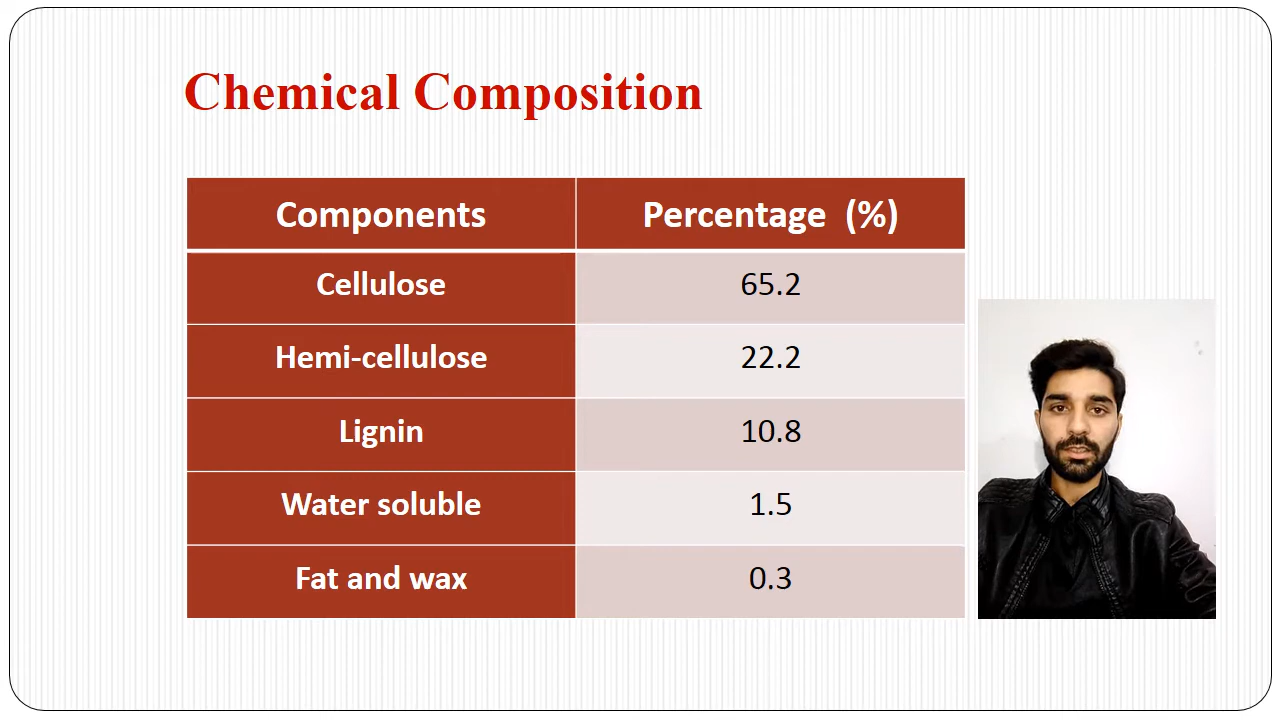 Chemical Composition
Components Percentage (%)
Cellulose 65.2
Hemi-cellulose 22.2
Lignin 10.8
Water soluble 1.5
Fat and wax 0.3